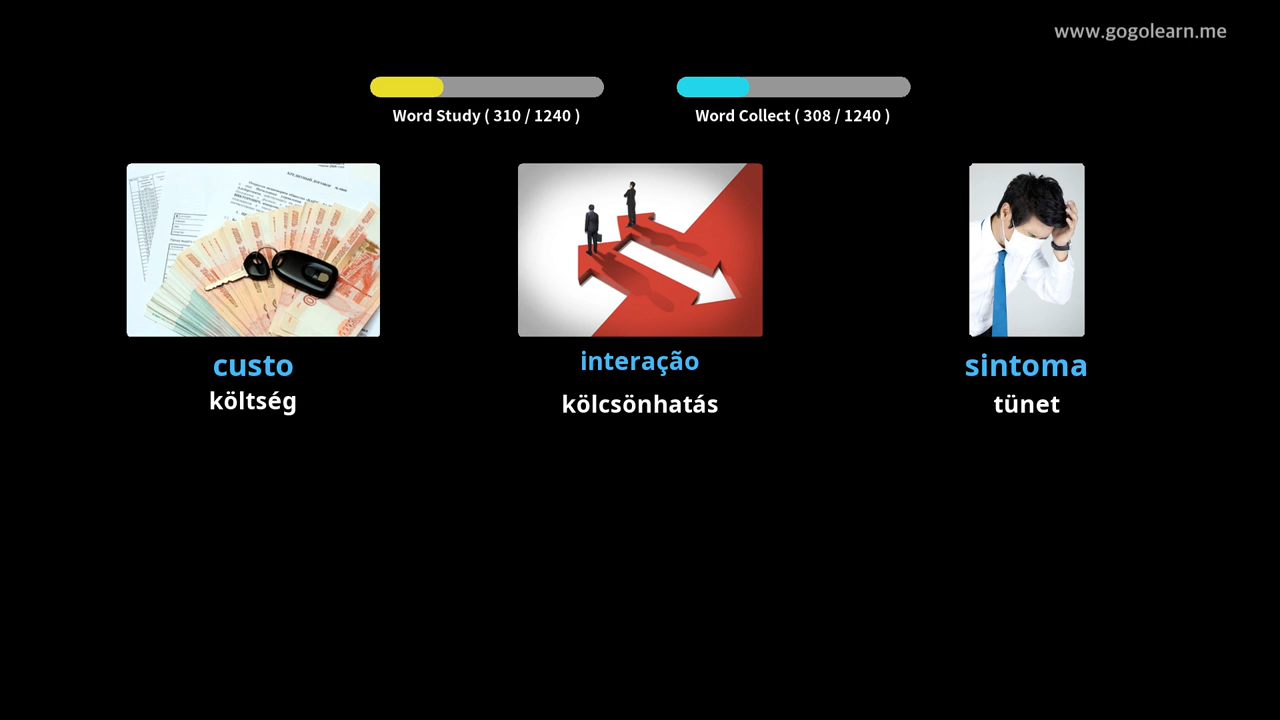 www.gogolearn.me
Word Study ( 310 / 1240 )
Word Collect ( 308 / 1240 )
custo
interação
sintoma
költség
kölcsönhatás
tünet